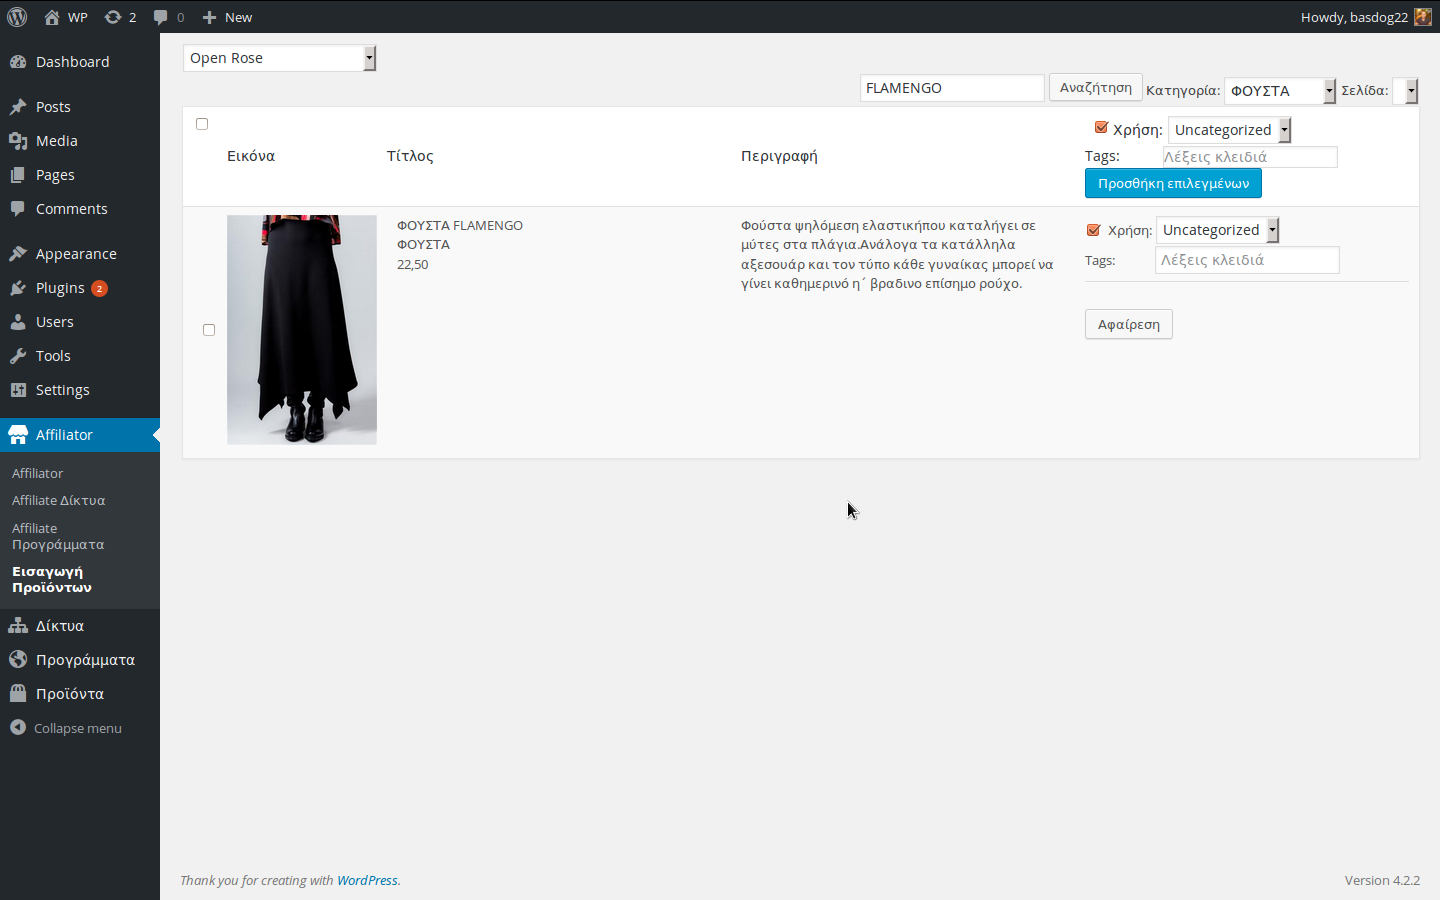 WP
2
0
New
Howdy, basdog22
Dashboard
Posts
Media
Pages
Comments
Appearance
Plugins 2
Users
Tools
Settings
Affiliator
Affiliator
Affiliate Δίκτυα
Affiliate
Προγράμματα
Εισαγωγή
Προϊόντων
Δίκτυα
Προγράμματα
Προϊόντα
Collapse menu
Open Rose
FLAMENGO
Αναζήτηση
Κατηγορία:
ΦΟΥΣΤΑ
Σελίδα:
Εικόνα
Τίτλος
Περιγραφή
Χρήση:
Uncategorized
Tags:
Λέξεις κλειδιά
Προσθήκη επιλεγμένων
ΦΟΥΣΤΑ FLAMENGO
ΦΟΥΣΤΑ
22,50
Φούστα ψηλόμεση ελαστικήπου καταλήγει σε
μύτες στα πλάγια.Ανάλογα τα κατάλληλα
αξεσουάρ και τον τύπο κάθε γυναίκας μπορεί να
γίνει καθημερινό η´ βραδινο επίσημο ρούχο.
Χρήση:
Uncategorized
Tags:
Λέξεις κλειδιά
Αφαίρεση
Thank you for creating with WordPress.
Version 4.2.2